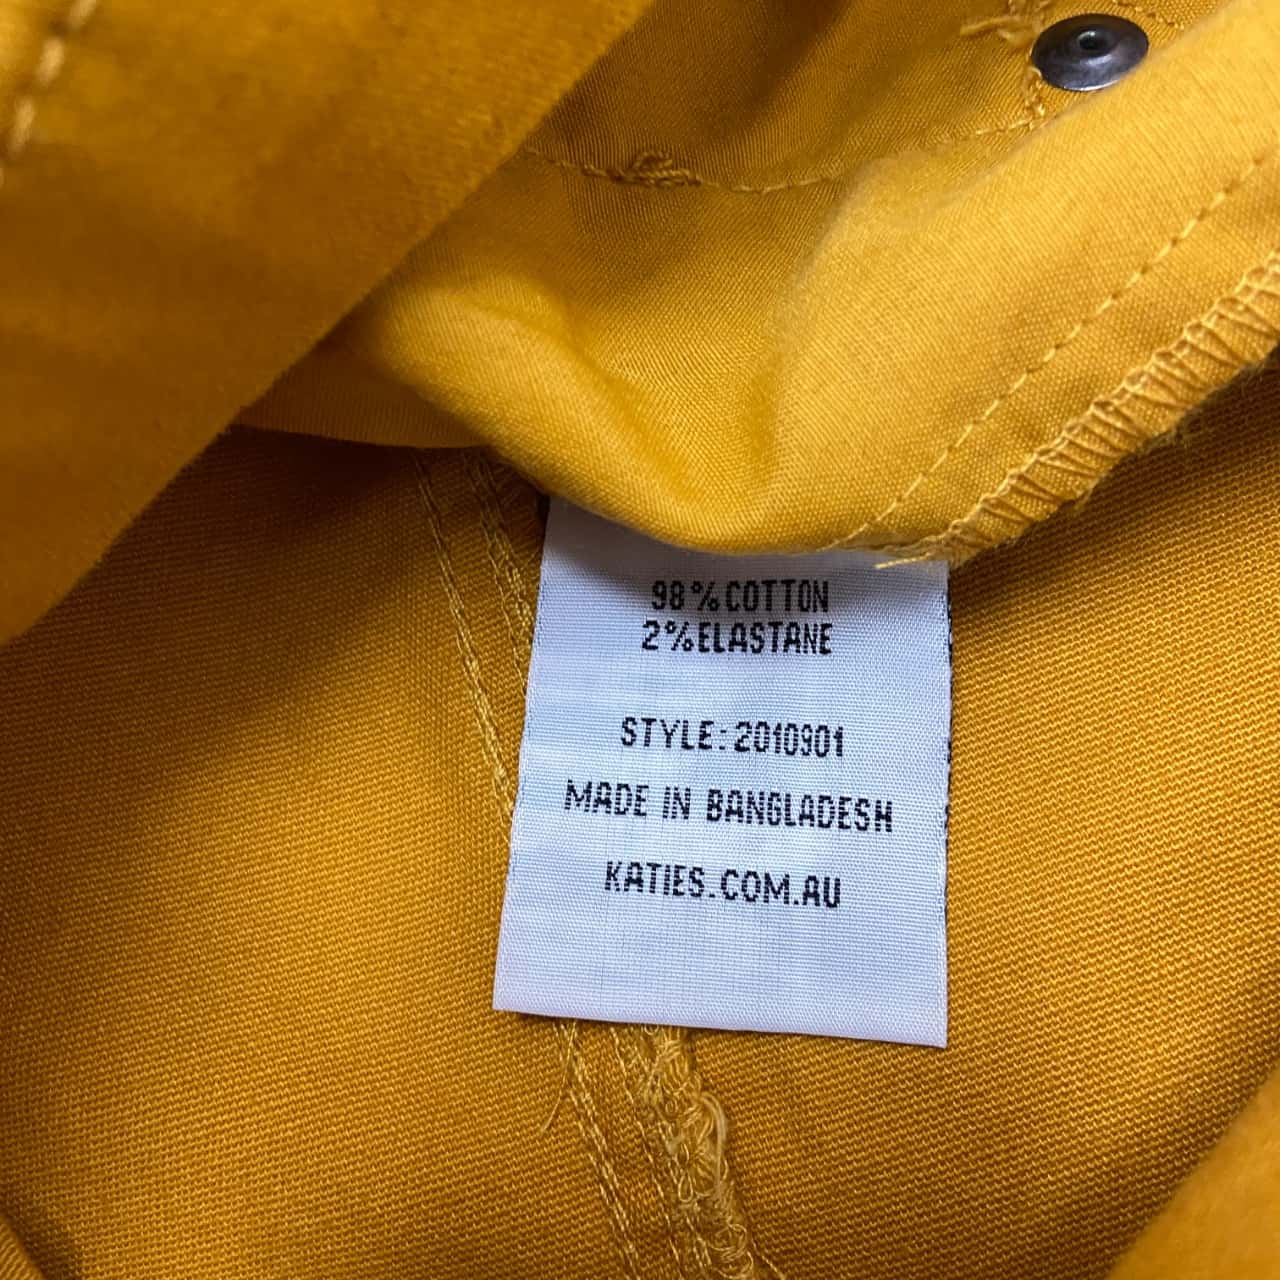 98% COTTON
2% ELASTANE
STYLE: 2010901
MADE IN BANGLADESH
KATIES.COM.AU